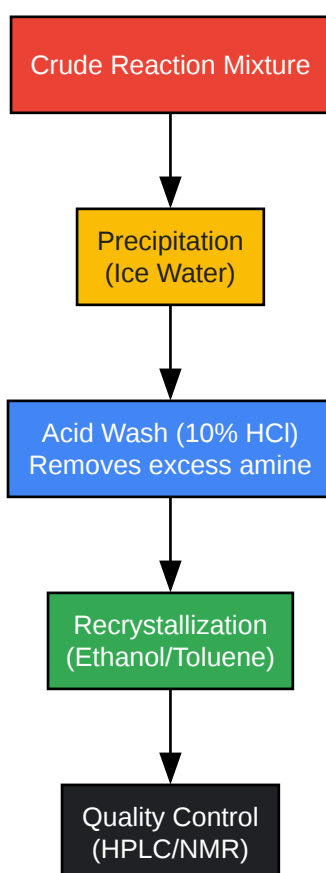 Crude Reaction Mixture
Precipitation
(Ice Water)
Acid Wash (10% HCl)
Removes excess amine
Recrystallization
(Ethanol/Toluene)
Quality Control
(HPLC/NMR)